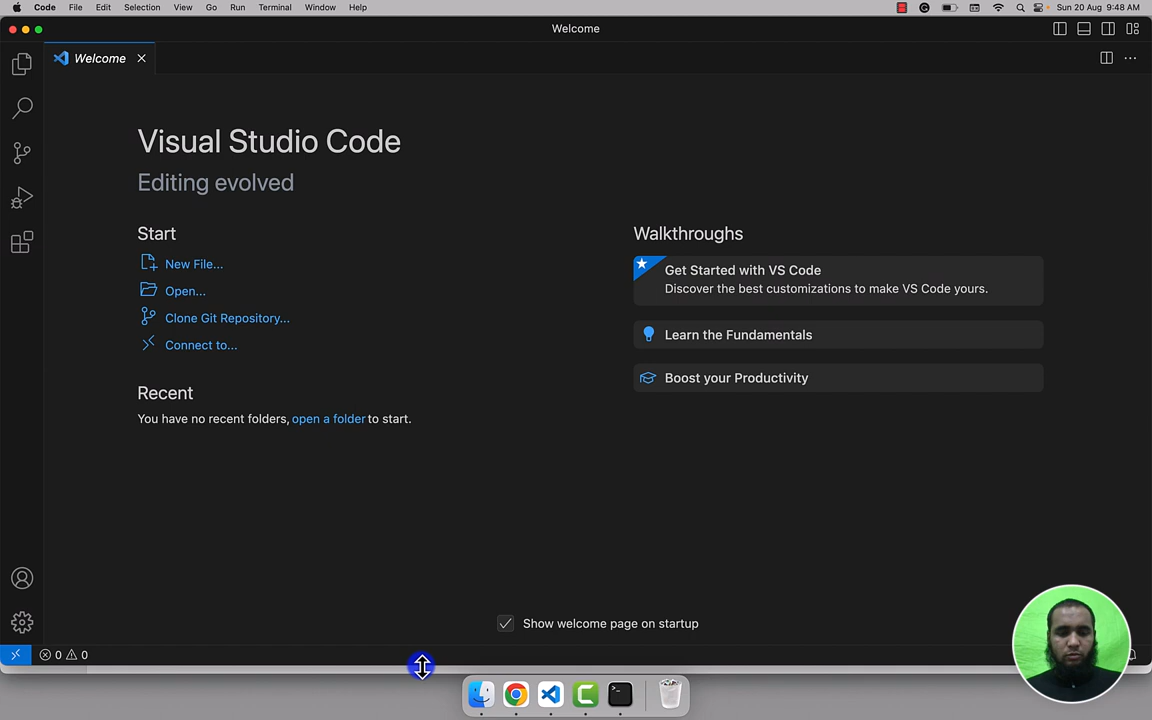 Code File Edit Selection View Go Run Terminal Window Help Sun 20 Aug 9:48 AM
Welcome
Welcome
Visual Studio Code
Editing evolved
Start
New File...
Open...
Clone Git Repository...
Connect to...
Recent
You have no recent folders, open a folder to start.
Walkthroughs
Get Started with VS Code
Discover the best customizations to make VS Code yours.
Learn the Fundamentals
Boost your Productivity
Show welcome page on startup
0 0